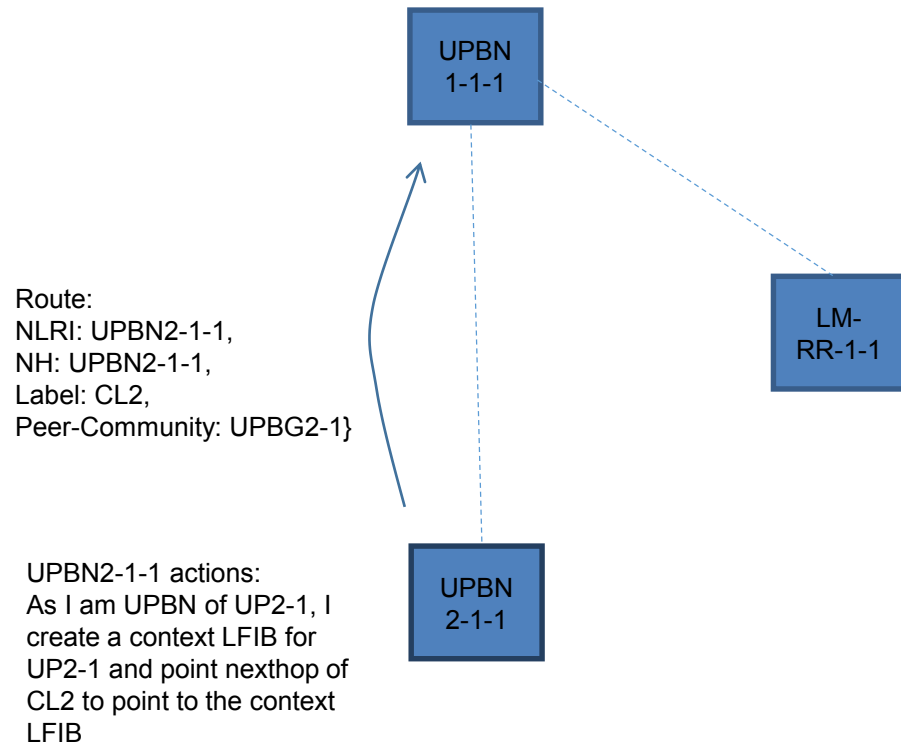 UPBN
1-1-1
Route:
NLRI: UPBN2-1-1,
NH: UPBN2-1-1,
Label: CL2,
Peer-Community: UPBG2-1}
LM-
RR-1-1
UPBN2-1-1 actions:
As I am UPBN of UP2-1, I
create a context LFIB for
UP2-1 and point nexthop of
CL2 to point to the context
LFIB
UPBN
2-1-1